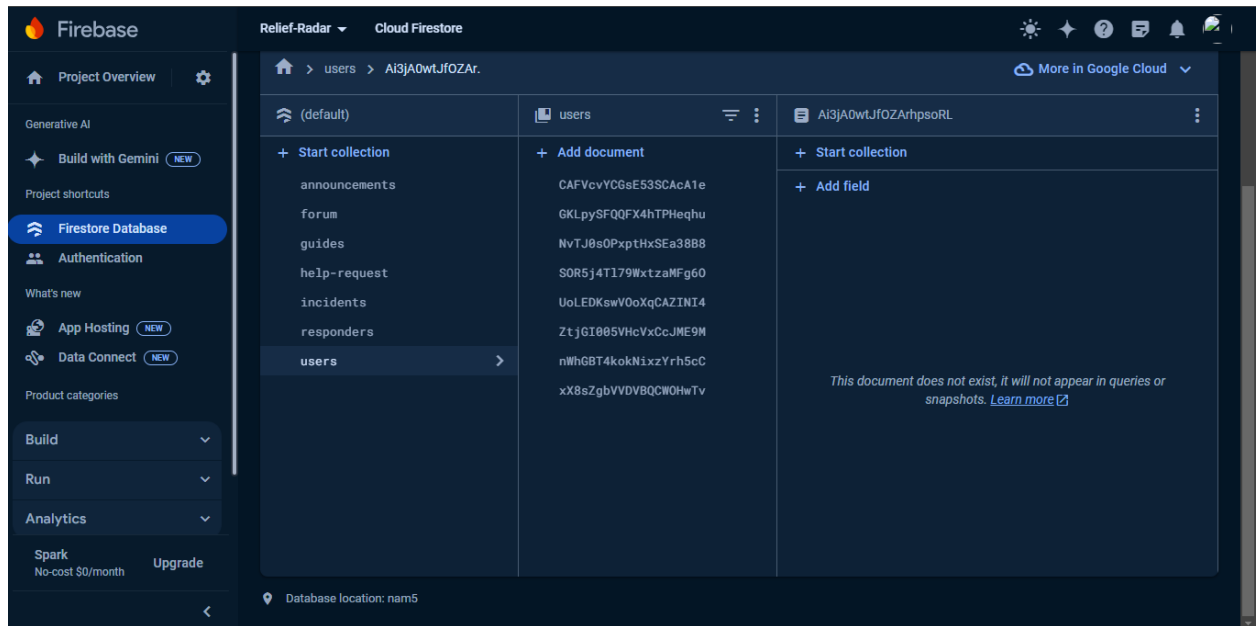 Firebase
Relief-Radar
Cloud Firestore
Project Overview
Generative AI
Build with Gemini NEW
Project shortcuts
Firestore Database
Authentication
What's new
App Hosting NEW
Data Connect NEW
Product categories
Build
Run
Analytics
Spark
No-cost $0/month
Upgrade
users > Ai3jA0wtJfOZAr.
More in Google Cloud
(default)
+ Start collection
announcements
forum
guides
help-request
incidents
responders
users
users
+ Add document
CAFVcvYCGsE53SCAcA1e
GKLpySFQQFX4hTPHeqhu
NvTJ0sOPxptHxSEa38B8
SOR5j4Tl79WxtzaMFg6O
UoLEDKswVOoXqCAZINI4
ZtjGI005VHcVxCcJME9M
nWhGBT4kokNixzYrh5cC
xX8sZgbVVDVBQCWOHwTv
Ai3jA0wtJfOZArhpsoRL
+ Start collection
+ Add field
This document does not exist, it will not appear in queries or
snapshots. Learn more
Database location: nam5